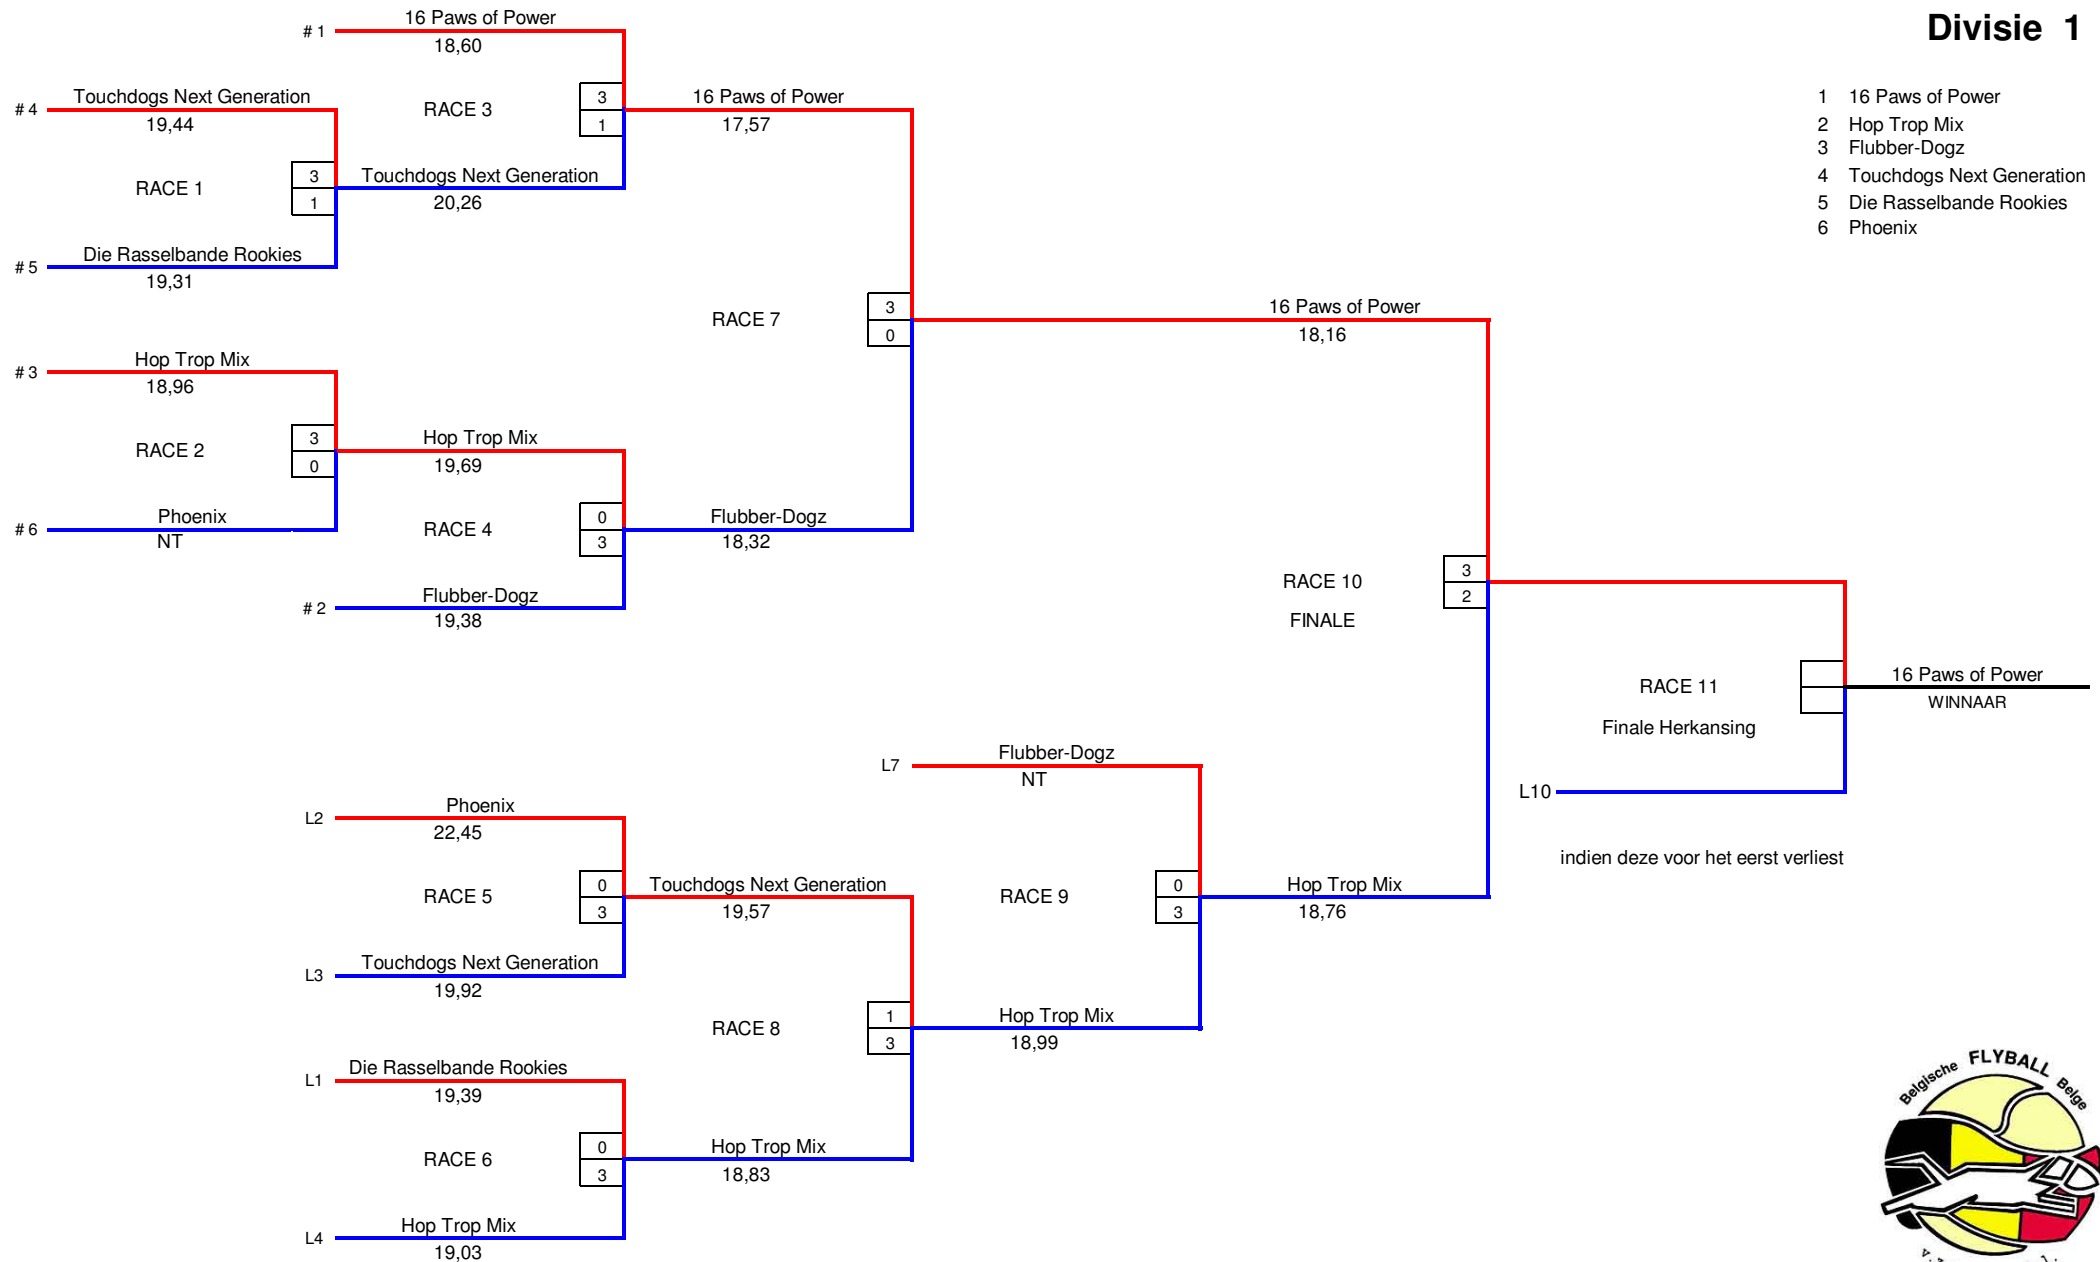 Divisie 1
1 16 Paws of Power
2 Hop Trop Mix
3 Flubber-Dogz
4 Touchdogs Next Generation
5 Die Rasselbande Rookies
6 Phoenix
# 1
16 Paws of Power
18,60
# 4
Touchdogs Next Generation
19,44
RACE 1
3
1
# 5
Die Rasselbande Rookies
19,31
RACE 3
3
1
Touchdogs Next Generation
20,26
16 Paws of Power
17,57
# 3
Hop Trop Mix
18,96
RACE 2
3
0
# 6
Phoenix
NT
Hop Trop Mix
19,69
RACE 4
0
3
# 2
Flubber-Dogz
19,38
Flubber-Dogz
18,32
RACE 7
3
0
16 Paws of Power
18,16
RACE 10
FINALE
3
2
RACE 11
Finale Herkansing
16 Paws of Power
WINNAAR
L10
indien deze voor het eerst verliest
L7
Flubber-Dogz
NT
L2
Phoenix
22,45
RACE 5
0
3
L3
Touchdogs Next Generation
19,92
Touchdogs Next Generation
19,57
RACE 8
1
3
RACE 9
0
3
Hop Trop Mix
18,76
Hop Trop Mix
18,99
L1
Die Rasselbande Rookies
19,39
RACE 6
0
3
L4
Hop Trop Mix
19,03
Hop Trop Mix
18,83
Belgische FLYBALL Belge